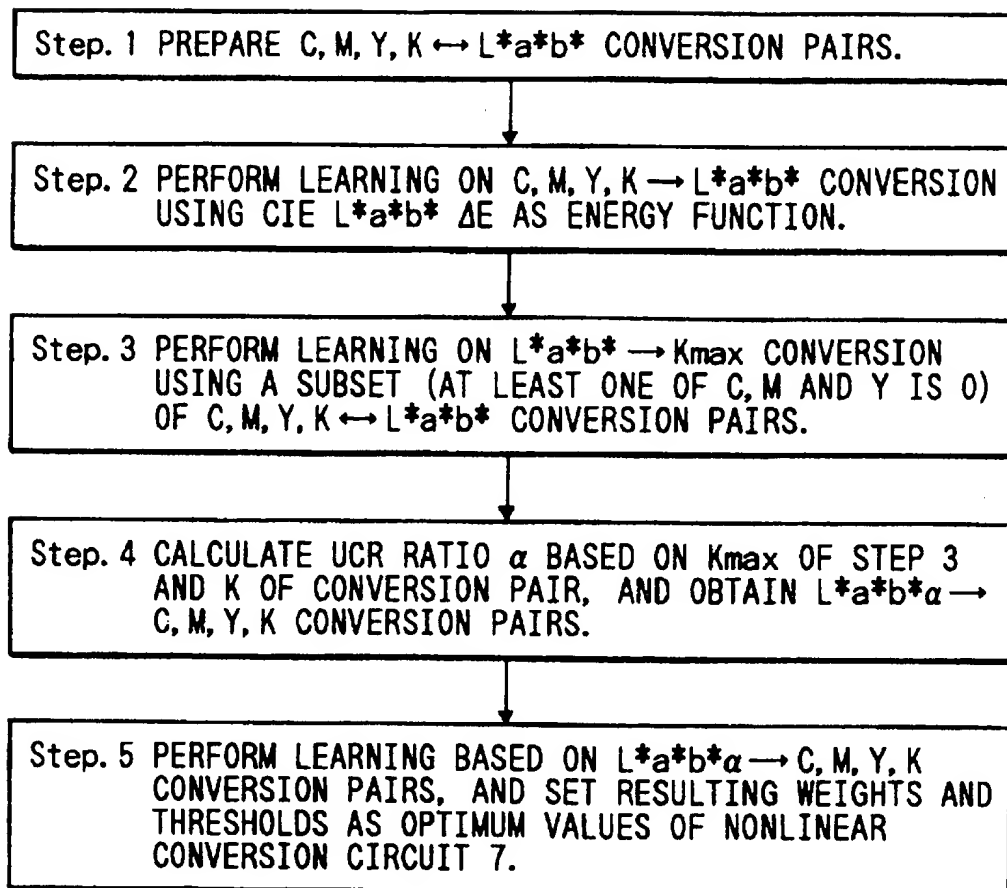 Step. 1 PREPARE C, M, Y, K ↔ L*a*b* CONVERSION PAIRS.
Step. 2 PERFORM LEARNING ON C, M, Y, K → L*a*b* CONVERSION
USING CIE L*a*b* ΔE AS ENERGY FUNCTION.
Step. 3 PERFORM LEARNING ON L*a*b* → Kmax CONVERSION
USING A SUBSET (AT LEAST ONE OF C, M AND Y IS 0)
OF C, M, Y, K ↔ L*a*b* CONVERSION PAIRS.
Step. 4 CALCULATE UCR RATIO α BASED ON Kmax OF STEP 3
AND K OF CONVERSION PAIR, AND OBTAIN L*a*b*α →
C, M, Y, K CONVERSION PAIRS.
Step. 5 PERFORM LEARNING BASED ON L*a*b*α → C, M, Y, K
CONVERSION PAIRS, AND SET RESULTING WEIGHTS AND
THRESHOLDS AS OPTIMUM VALUES OF NONLINEAR
CONVERSION CIRCUIT 7.